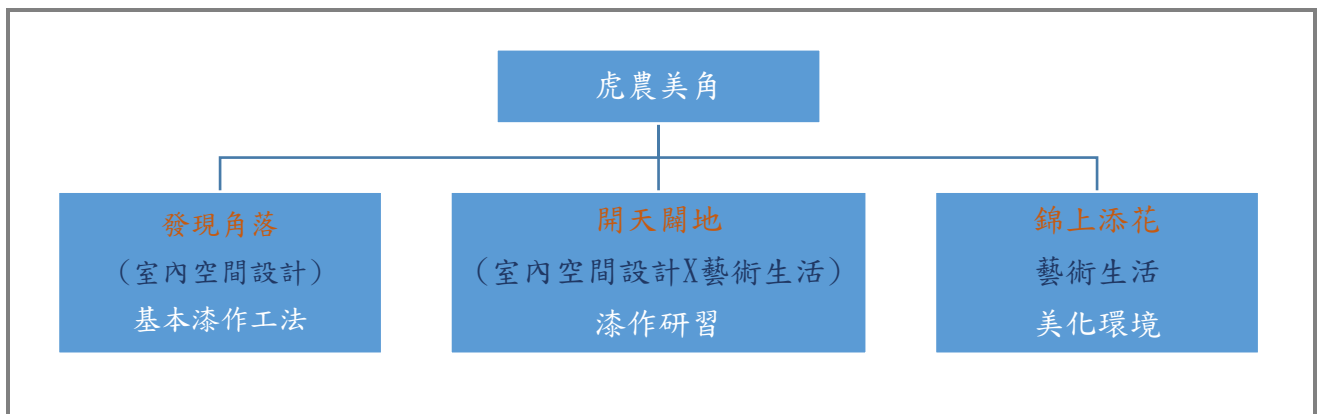 虎農美角
發現角落
(室內空間設計)
基本漆作工法
開天闢地
(室內空間設計X藝術生活)
漆作研習
錦上添花
藝術生活
美化環境